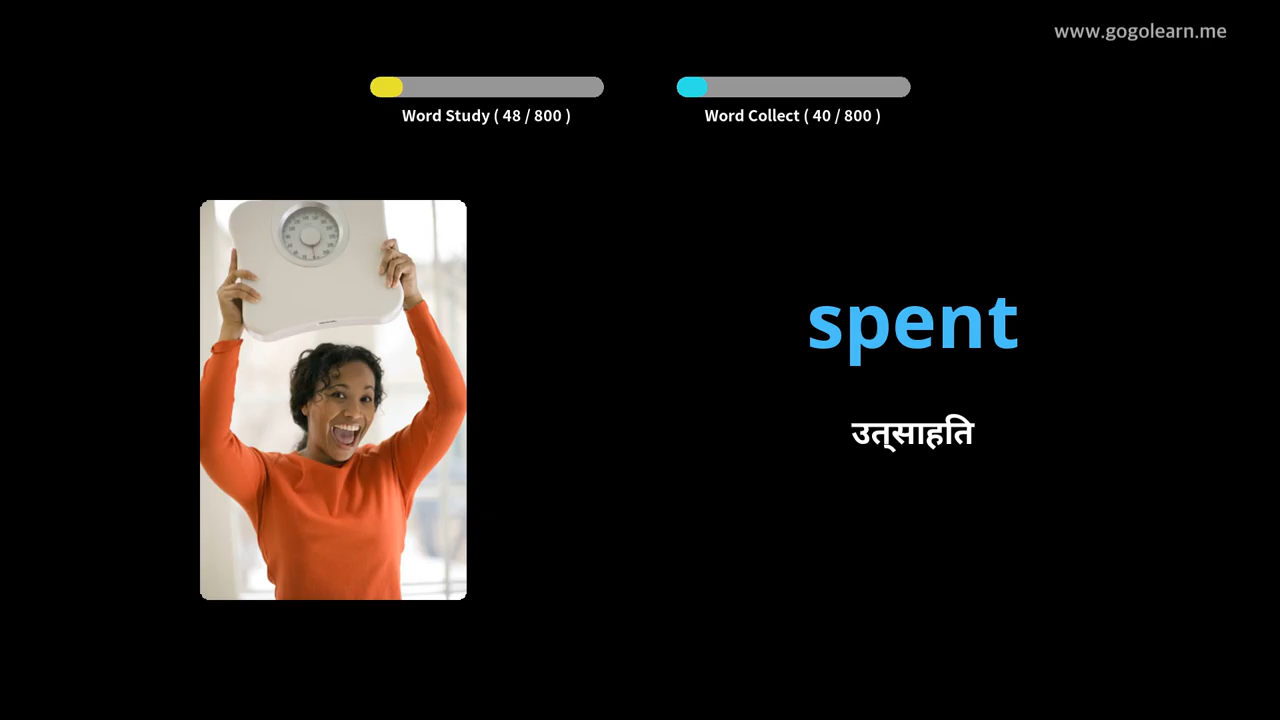 www.gogolearn.me
Word Study ( 48 / 800 )
Word Collect ( 40 / 800 )
spent
उत्साहति